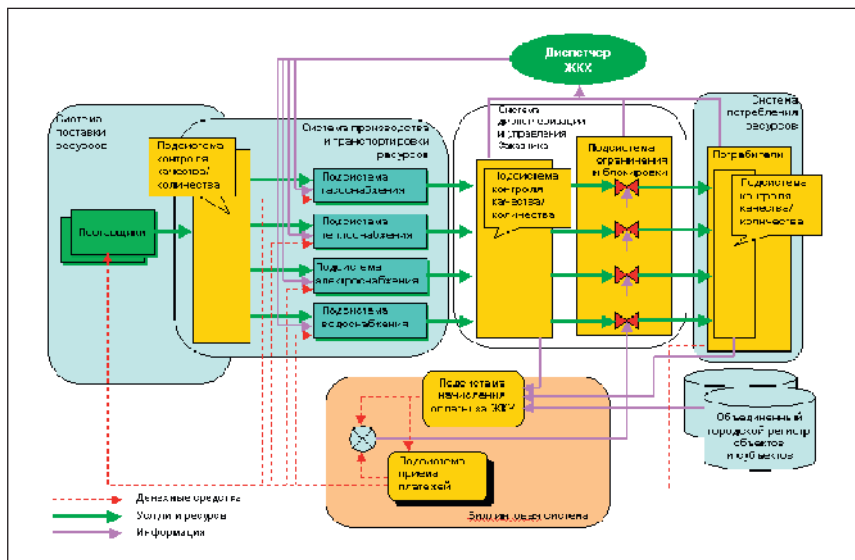 Диспетчер
ЖКХ
Система
поставки
ресурсов
Подсистема
контроля
качества/
количества
Система производства
и транспортировки
ресурсов
Система
диспетчеризации
и управления
Заказчика
Подсистема
ограничения
и блокировки
Система
потребления
ресурсов
Потребители
Поставщики
Подсистема
газоснабжения
Подсистема
теплоснабжения
Подсистема
электроснабжения
Подсистема
водоснабжения
Подсистема
контроля
качества/
количества
Подсистема
контроля
качества/
количества
Подсистема
начисления
оплаты за ЖКУ
Подсистема
приема
платежей
Биллинговая система
Объединенный
городской регистр
объектов
и субъектов
Денежные средства
Услуги и ресурсы
Информация